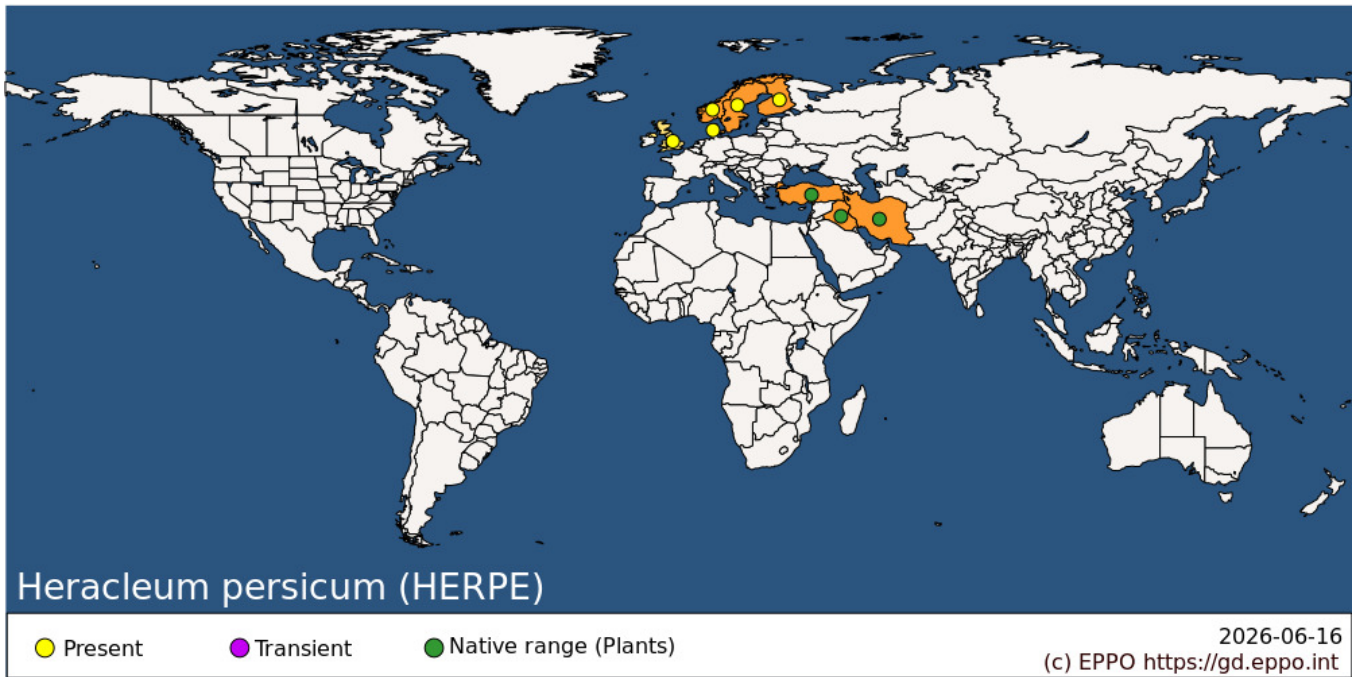 Heracleum persicum (HERPE)
Present
Transient
Native range (Plants)
2026-06-16
(c) EPPO https://gd.eppo.int